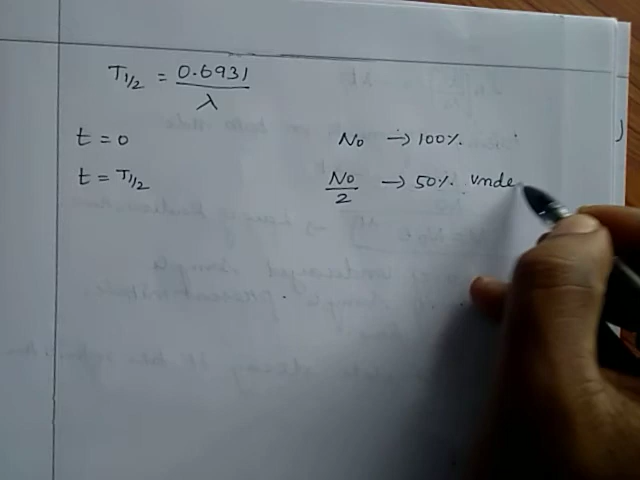 T1/2 = 0.6931/λ
t = 0 N0 → 100%.
t = T1/2 N0/2 → 50%. Unde